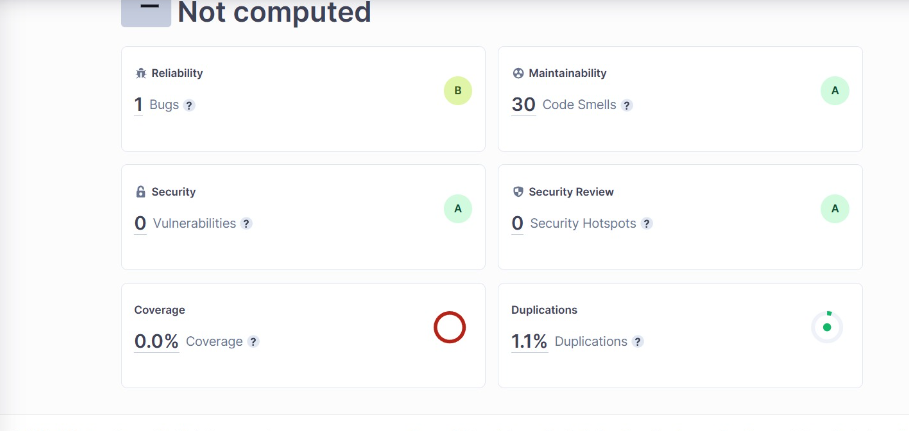 Not computed
Reliability
1 Bugs ?
B
Maintainability
30 Code Smells ?
A
Security
0 Vulnerabilities ?
A
Security Review
0 Security Hotspots ?
A
Coverage
0.0% Coverage ?
Duplications
1.1% Duplications ?